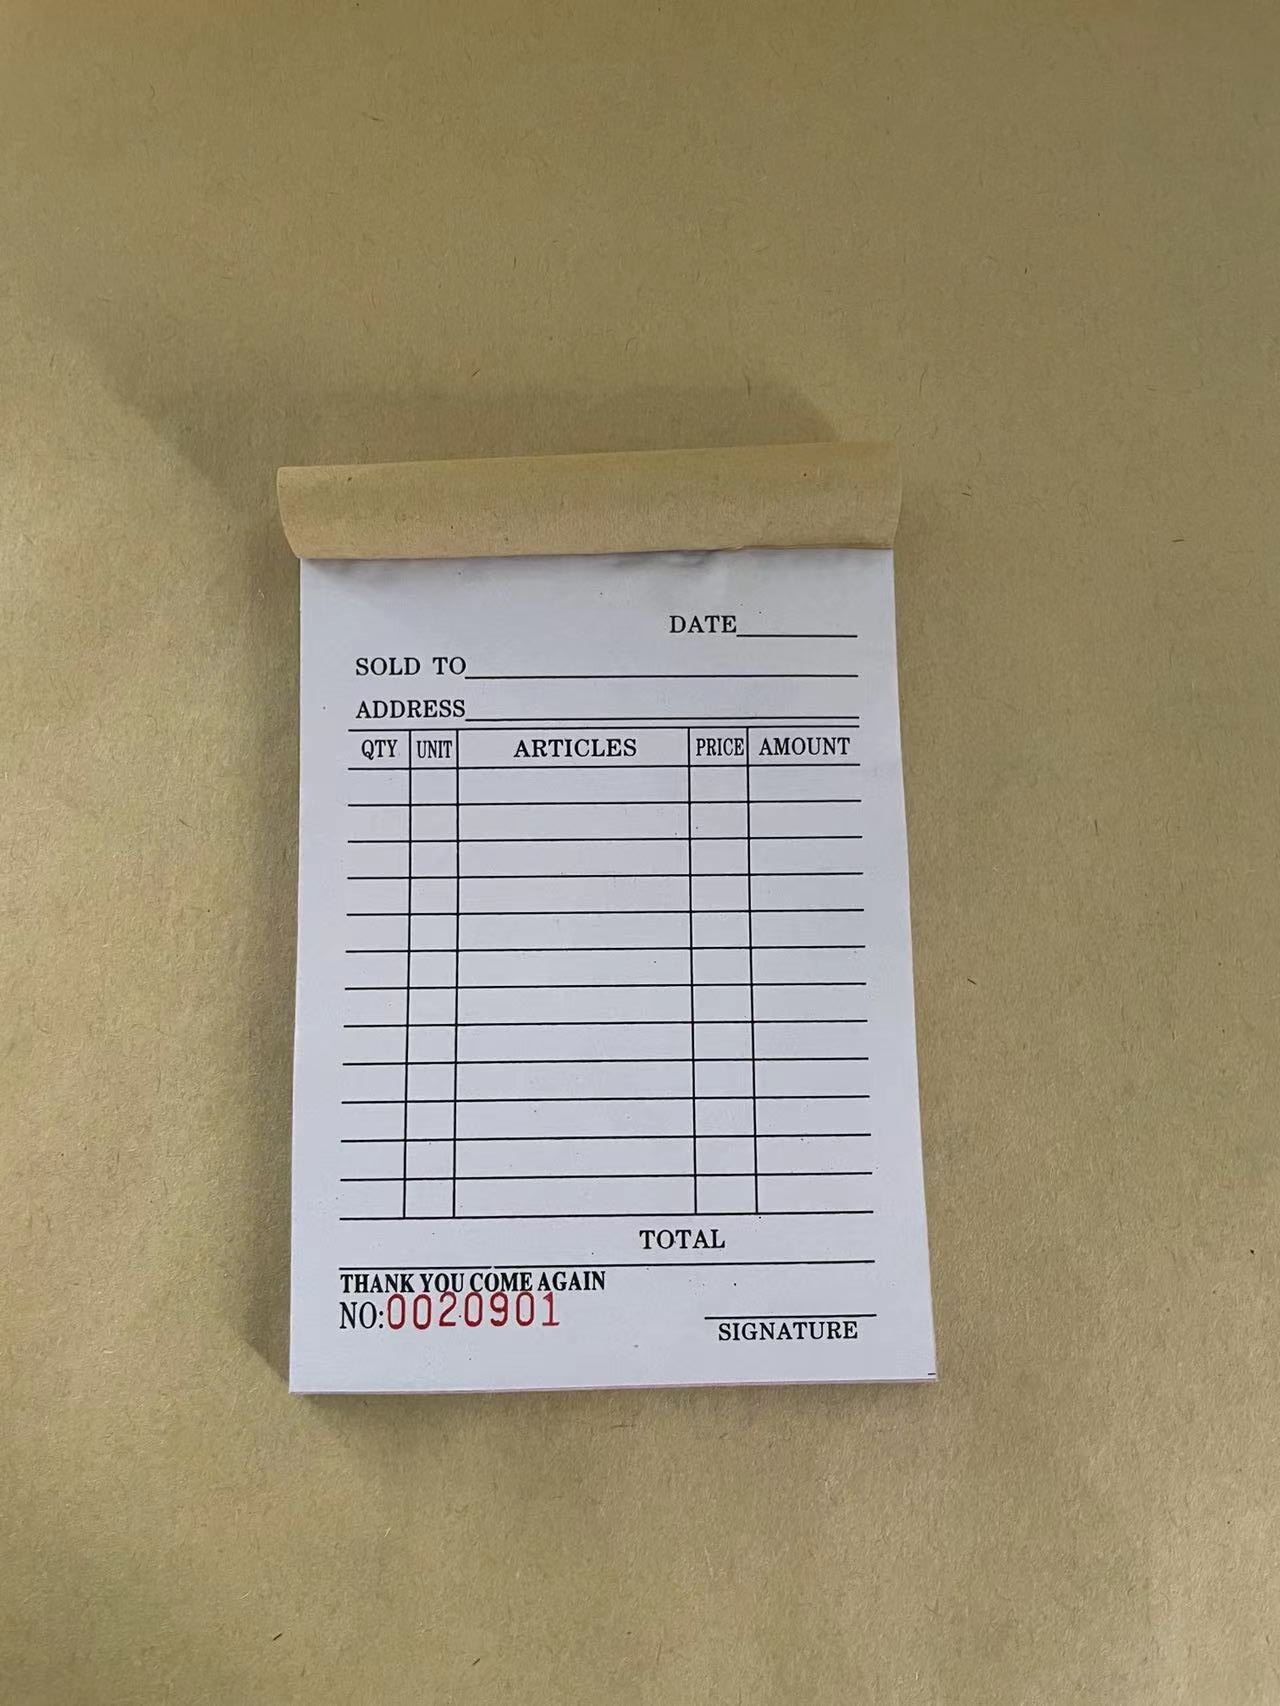 DATE
SOLD TO
ADDRESS
QTY UNIT ARTICLES PRICE AMOUNT
TOTAL
THANK YOU COME AGAIN
NO:0020901
SIGNATURE